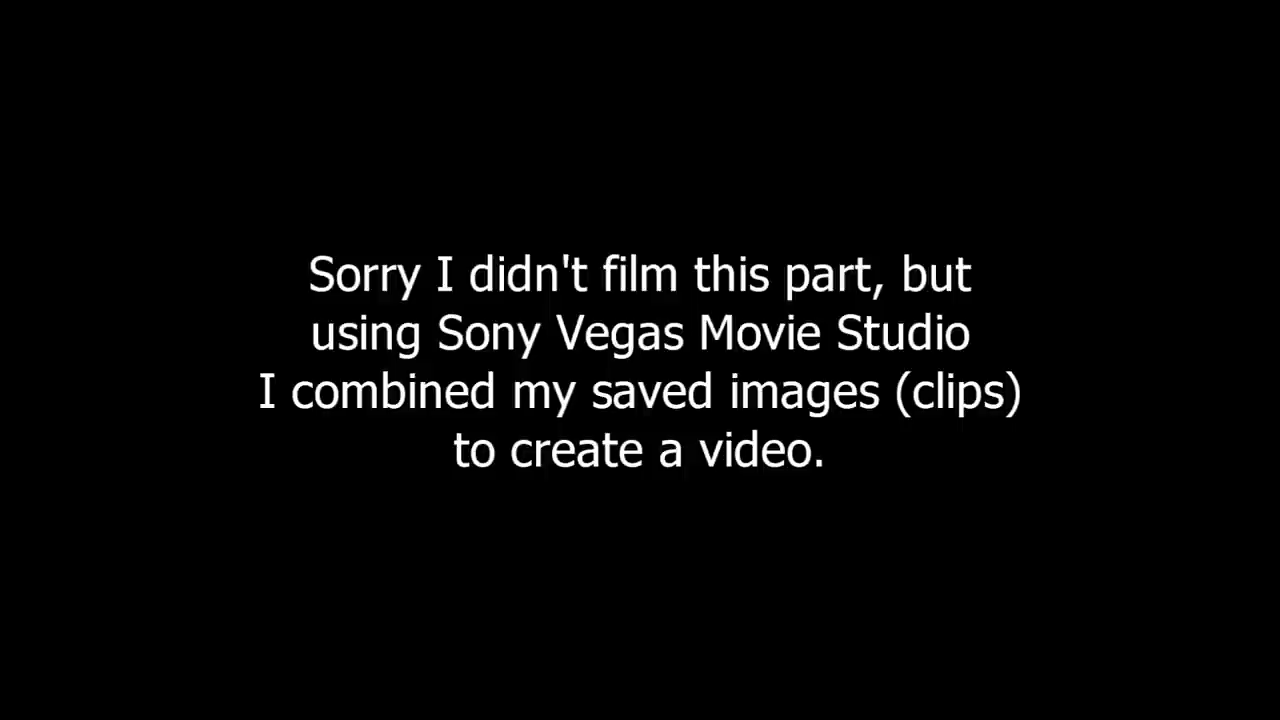 Sorry I didn't film this part, but
using Sony Vegas Movie Studio
I combined my saved images (clips)
to create a video.